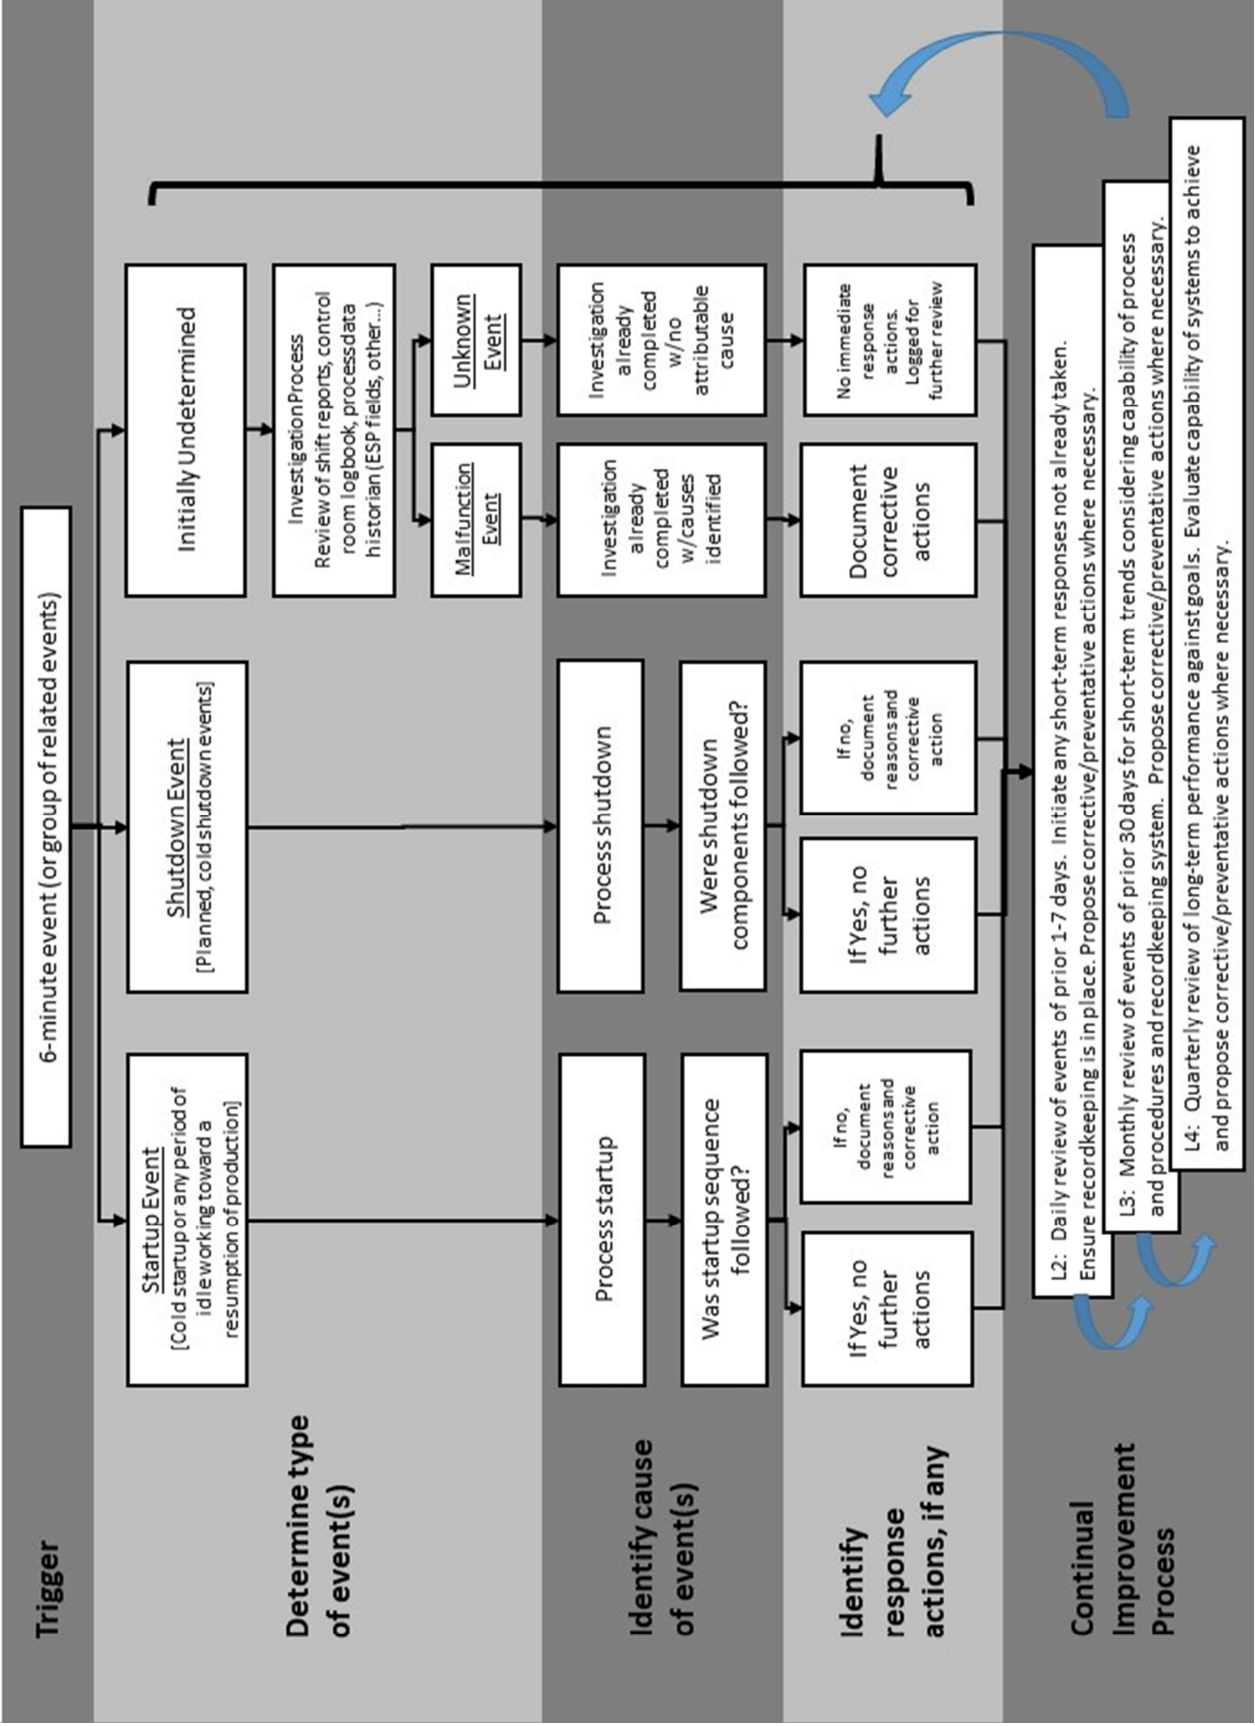 Trigger
6-minute event (or group of related events)
Determine type
of event(s)
Startup Event
[Cold startup or any period of
idle working toward a
resumption of production]
Shutdown Event
[Planned, cold shutdown events]
Initially Undetermined
Investigation Process
Review of shift reports, control
room logbook, process data
historian (ESP fields, other...)
Malfunction
Event
Unknown
Event
Identify cause
of event(s)
Process startup
Was startup sequence
followed?
Process shutdown
Were shutdown
components followed?
Investigation
already
completed
w/causes
identified
Investigation
already
completed
w/no
attributable
cause
Identify
response
actions, if any
If Yes, no
further
actions
If no,
document
reasons and
corrective
action
If Yes, no
further
actions
If no,
document
reasons and
corrective
action
Document
corrective
actions
No immediate
response
actions.
Logged for
further review
Continual
Improvement
Process
L2: Daily review of events of prior 1-7 days. Initiate any short-term responses not already taken.
Ensure recordkeeping is in place. Propose corrective/preventative actions where necessary.
L3: Monthly review of events of prior 30 days for short-term trends considering capability of process
and procedures and recordkeeping system. Propose corrective/preventative actions where necessary.
L4: Quarterly review of long-term performance against goals. Evaluate capability of systems to achieve
and propose corrective/preventative actions where necessary.